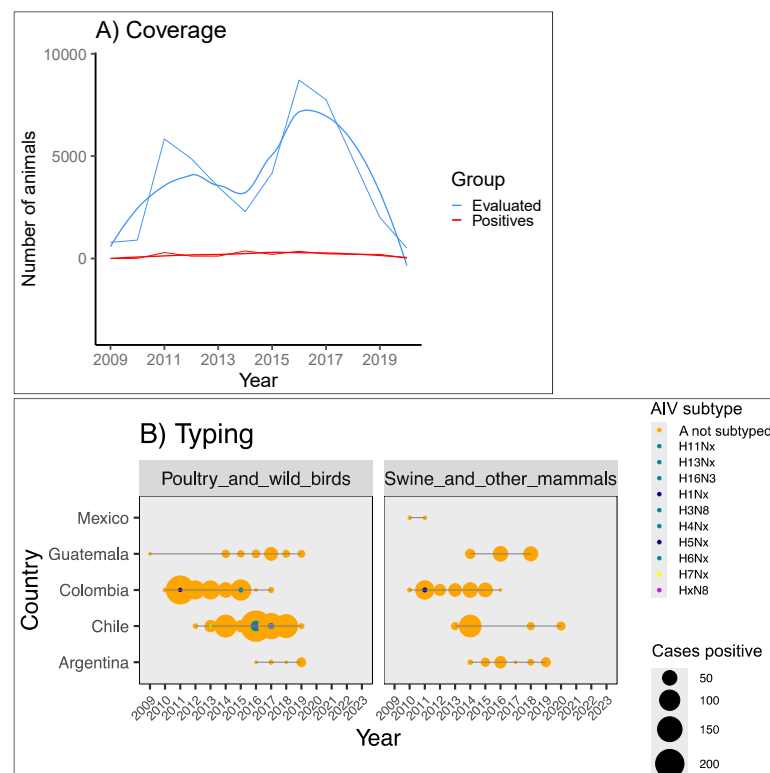 A) Coverage
10000
5000
0
Number of animals
2009 2011 2013 2015 2017 2019
Year
Group
Evaluated
Positives
B) Typing
Poultry_and_wild_birds Swine_and_other_mammals
Country
Mexico
Guatemala
Colombia
Chile
Argentina
2009 2010 2011 2012 2013 2014 2015 2016 2017 2018 2019 2020 2021 2022 2023 2009 2010 2011 2012 2013 2014 2015 2016 2017 2018 2019 2020 2021 2022 2023
Year
AIV subtype
A not subtyped
H11Nx
H13Nx
H16N3
H1Nx
H3N8
H4Nx
H5Nx
H6Nx
H7Nx
HxN8
Cases positive
50
100
150
200